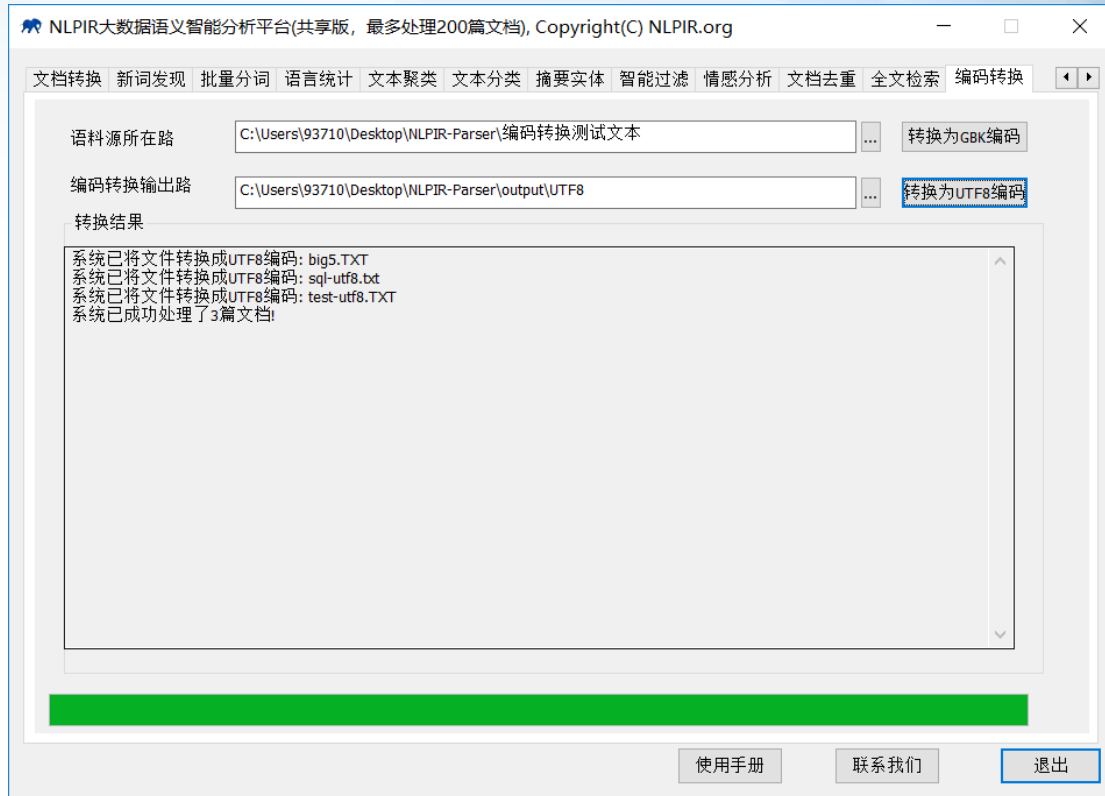 NLPIR大数据语义智能分析平台(共享版，最多处理200篇文档), Copyright(C) NLPIR.org
文档转换 新词发现 批量分词 语言统计 文本聚类 文本分类 摘要实体 智能过滤 情感分析 文档去重 全文检索 编码转换
语料源所在路 C:\Users\93710\Desktop\NLPIR-Parser\编码转换测试文本 ... 转换为GBK编码
编码转换输出路 C:\Users\93710\Desktop\NLPIR-Parser\output\UTF8 ... 转换为UTF8编码
转换结果
系统已将文件转换成UTF8编码: big5.TXT
系统已将文件转换成UTF8编码: sql-utf8.txt
系统已将文件转换成UTF8编码: test-utf8.TXT
系统已成功处理了3篇文档!
使用手册 联系我们 退出